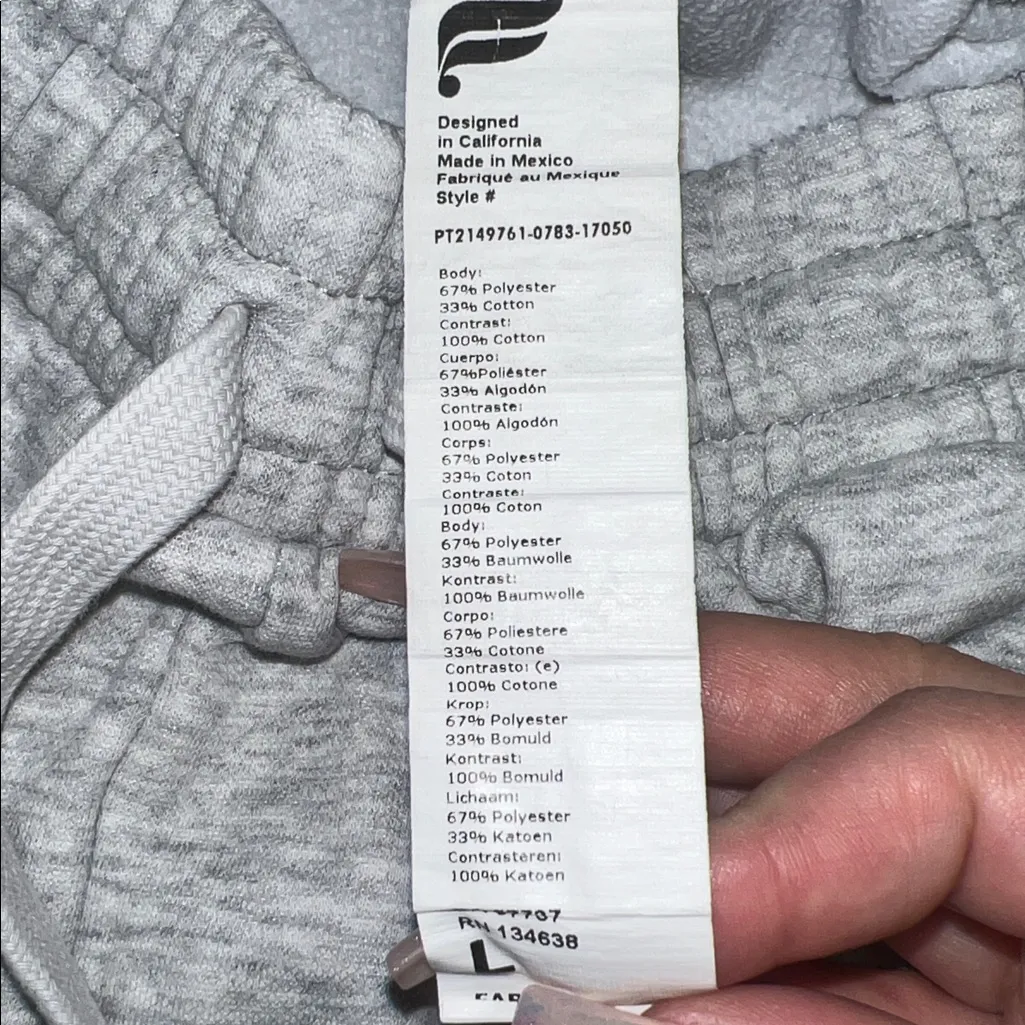 Designed
in California
Made in Mexico
Fabriqué au Mexique
Style #
PT2149761-0783-17050
Body:
67% Polyester
33% Cotton
Contrast:
100% Cotton
Cuerpo:
67%Poliéster
33% Algodón
Contraste:
100% Algodón
Corps:
67% Polyester
33% Coton
Contraste:
100% Coton
Body:
67% Polyester
33% Baumwolle
Kontrast:
100% Baumwolle
Corpo:
67% Poliestere
33% Cotone
Contrasto: (e)
100% Cotone
Krop:
67% Polyester
33% Bomuld
Kontrast:
100% Bomuld
Lichaam:
67% Polyester
33% Katoen
Contrasteren:
100% Katoen
RN 134638
L